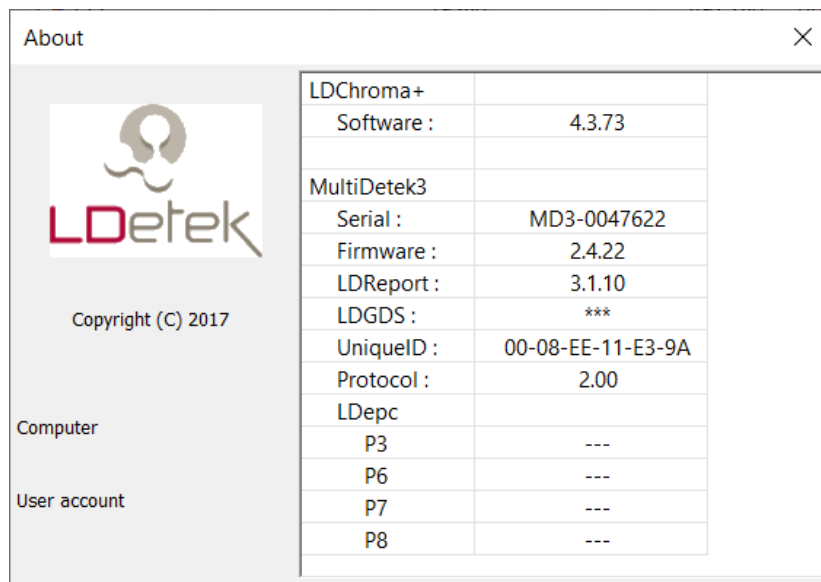 About
LDetek
Copyright (C) 2017
Computer
User account
LDChroma+
Software : 4.3.73
MultiDetek3
Serial : MD3-0047622
Firmware : 2.4.22
LDReport : 3.1.10
LDGDS : ***
UniqueID : 00-08-EE-11-E3-9A
Protocol : 2.00
LDepc
P3 ---
P6 ---
P7 ---
P8 ---